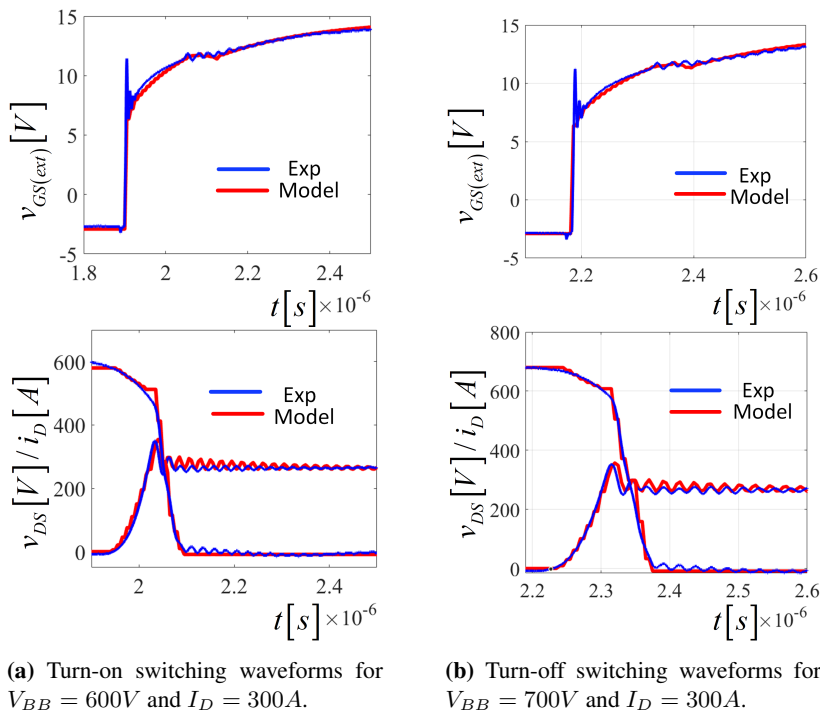 15
10
5
0
-5
v_GS(ext) [V]
Exp
Model
1.8 2 2.2 2.4
t[s] ×10^-6
600
400
200
0
v_DS [V] / i_D [A]
Exp
Model
2 2.2 2.4
t[s] ×10^-6
(a) Turn-on switching waveforms for
V_BB = 600V and I_D = 300A.
15
10
5
0
-5
v_GS(ext) [V]
Exp
Model
2.2 2.4 2.6
t[s] ×10^-6
800
600
400
200
0
v_DS [V] / i_D [A]
Exp
Model
2.2 2.3 2.4 2.5 2.6
t[s] ×10^-6
(b) Turn-off switching waveforms for
V_BB = 700V and I_D = 300A.